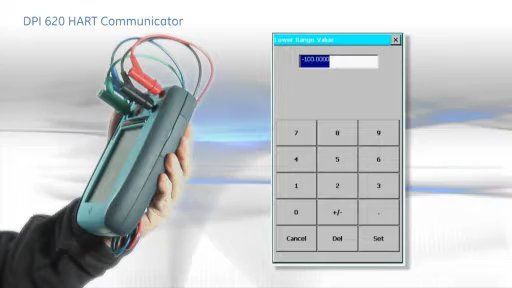 DPI 620 HART Communicator
Lower Range Value
-100.0000
7 8 9
4 5 6
1 2 3
0 +/- .
Cancel Del Set